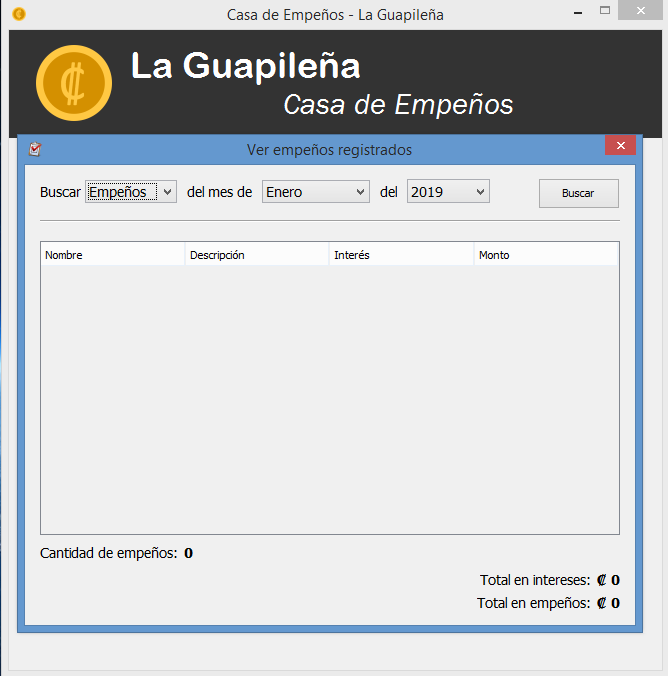 Casa de Empeños - La Guapileña
La Guapileña
Casa de Empeños
Ver empeños registrados
Buscar Empeños del mes de Enero del 2019 Buscar
Nombre Descripción Interés Monto
Cantidad de empeños: 0
Total en intereses: ₡ 0
Total en empeños: ₡ 0